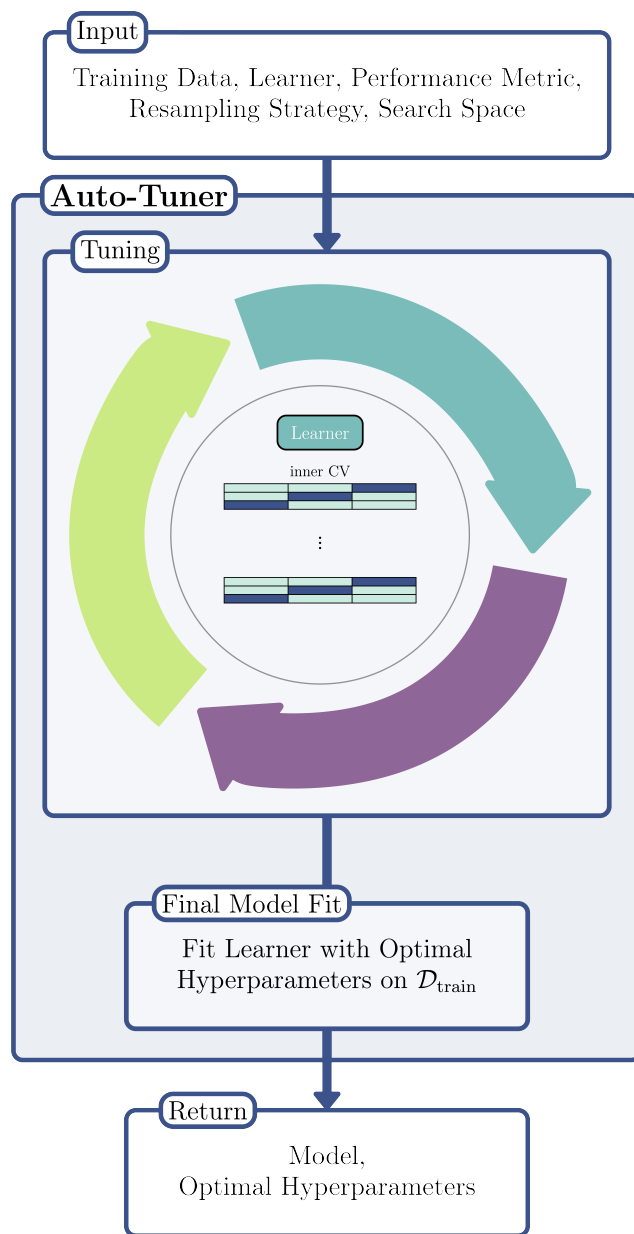 Input
Training Data, Learner, Performance Metric,
Resampling Strategy, Search Space
Auto-Tuner
Tuning
Learner
inner CV
⋮
Final Model Fit
Fit Learner with Optimal
Hyperparameters on 𝒟train
Return
Model,
Optimal Hyperparameters